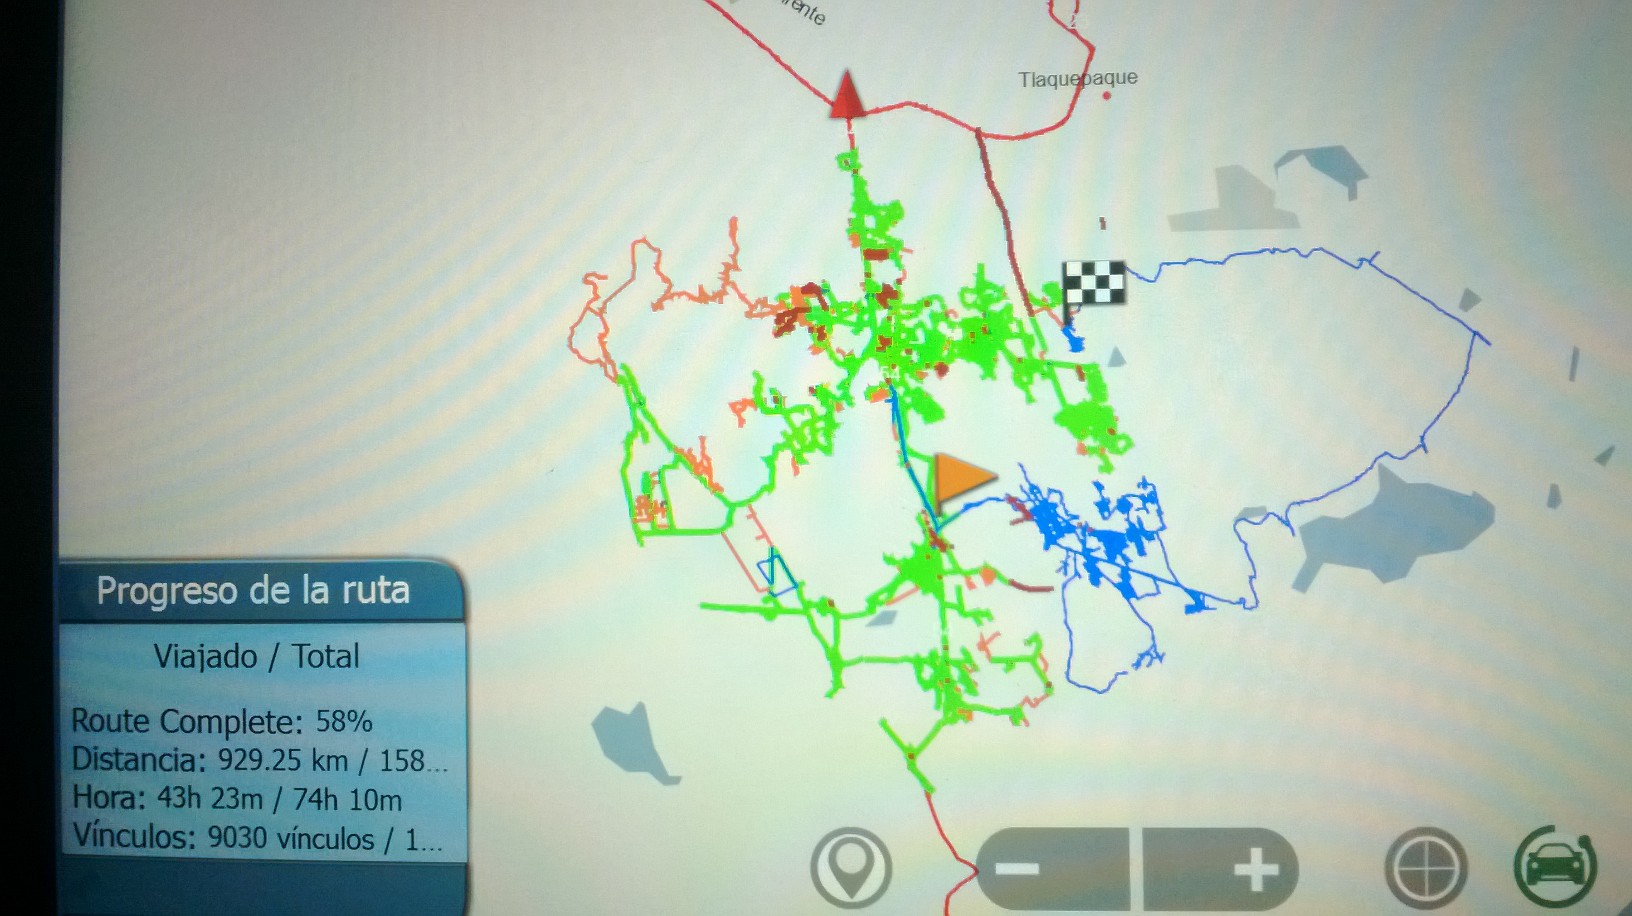 Tlaquepaque
Progreso de la ruta
Viajado / Total
Route Complete: 58%
Distancia: 929.25 km / 158...
Hora: 43h 23m / 74h 10m
Vínculos: 9030 vínculos / 1...